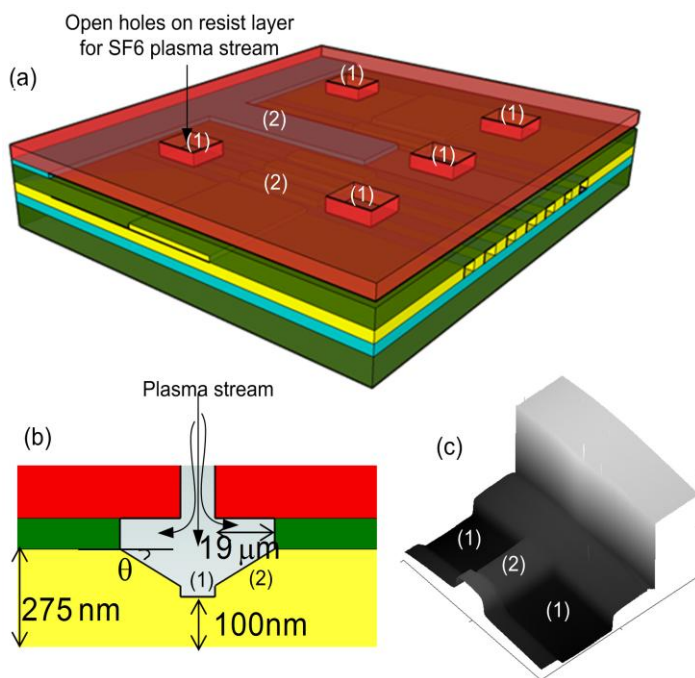 Open holes on resist layer
for SF6 plasma stream
(a)
(1)
(1)
(2)
(1)
(1)
(2)
(1)
Plasma stream
(b)
(c)
19 μm
θ
(1)
(2)
275 nm
100nm
(1)
(2)
(1)